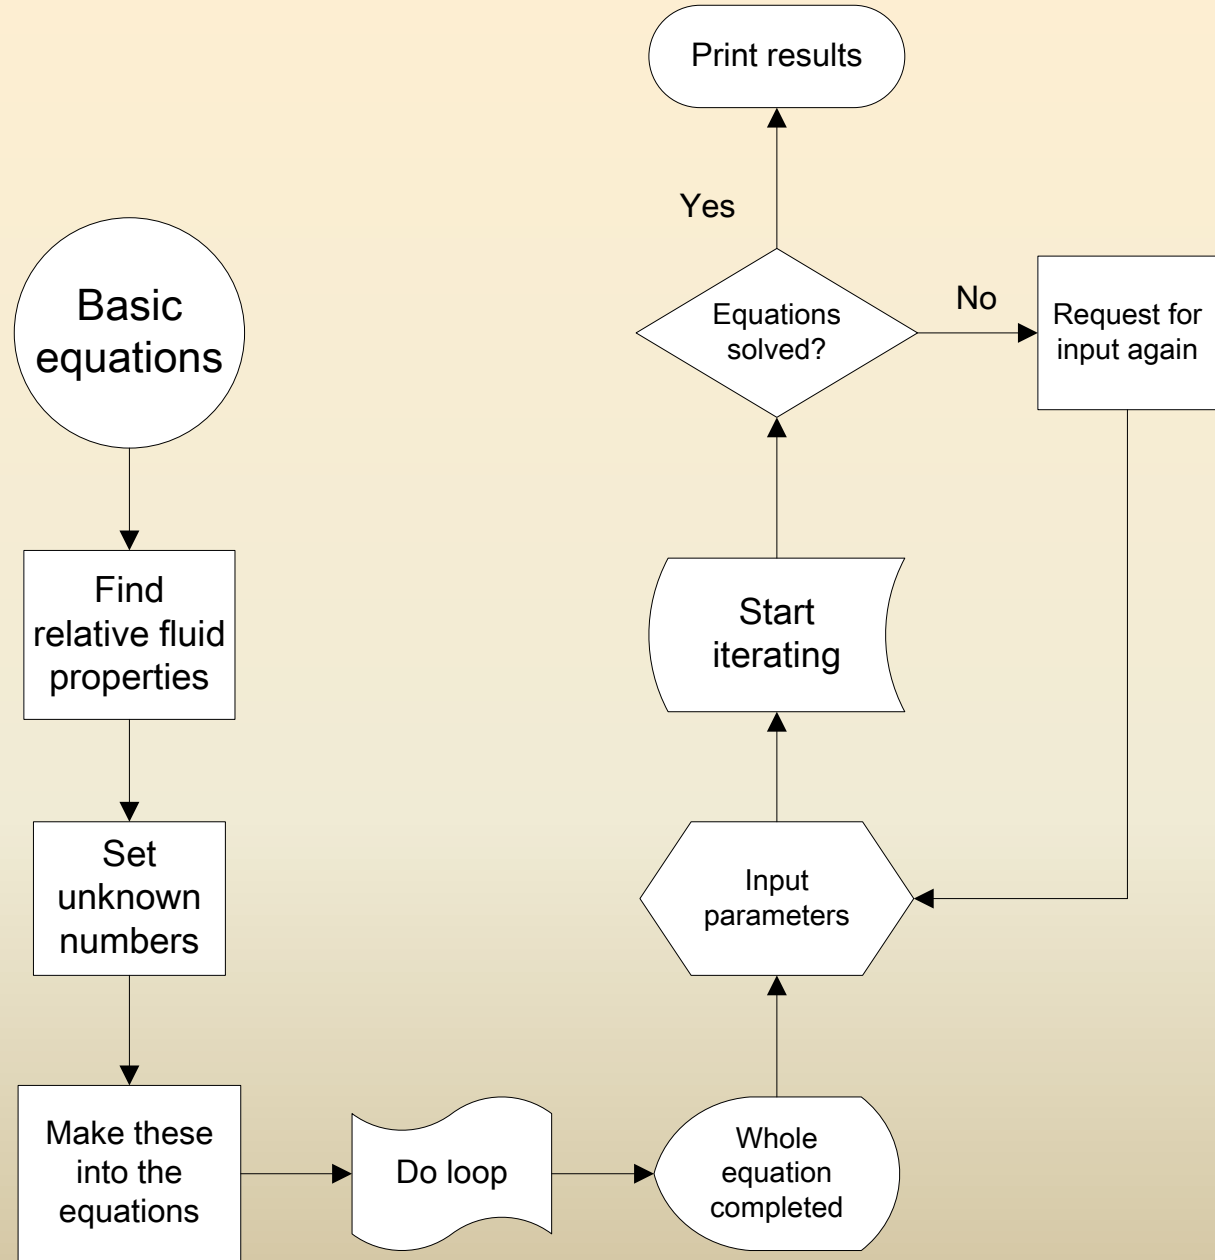 Basic
equations
Find
relative fluid
properties
Set
unknown
numbers
Make these
into the
equations
Do loop
Whole
equation
completed
Input
parameters
Start
iterating
Equations
solved?
Yes
No
Print results
Request for
input again